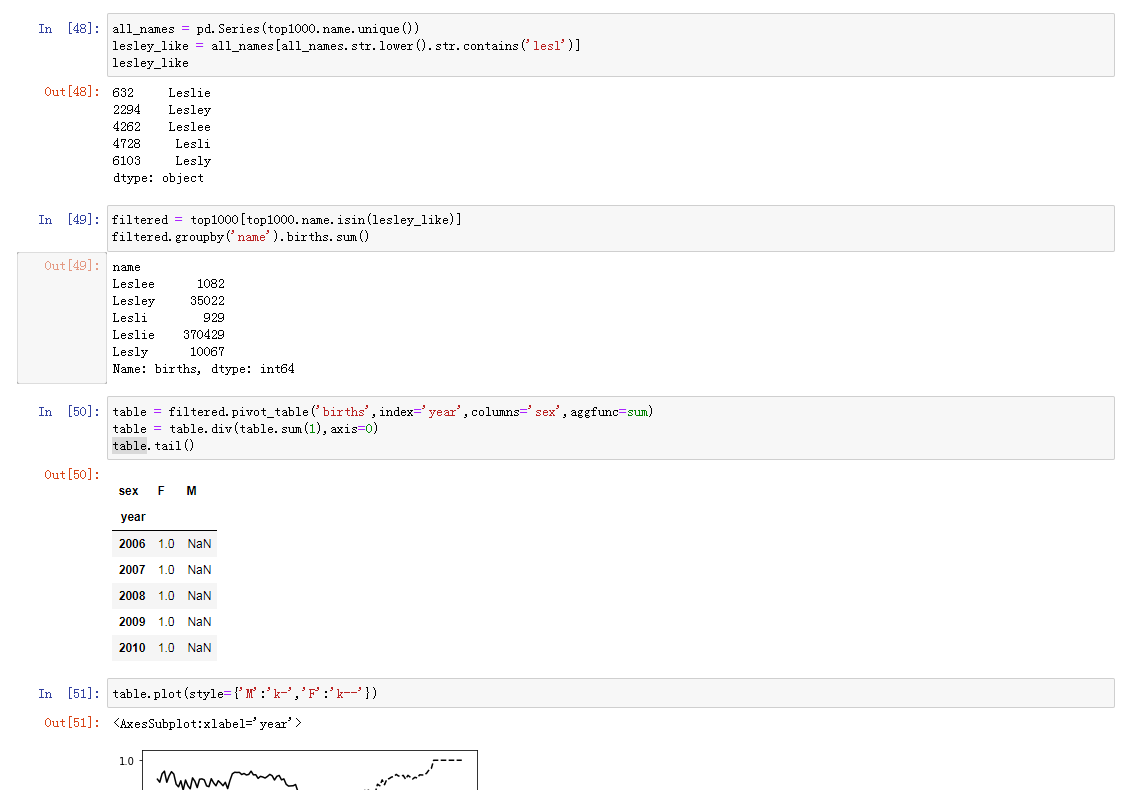 In [48]: all_names = pd.Series(top1000.name.unique())
lesley_like = all_names[all_names.str.lower().str.contains('lesl')]
lesley_like
Out[48]: 632 Leslie
2294 Lesley
4262 Leslee
4728 Lesli
6103 Lesly
dtype: object
In [49]: filtered = top1000[top1000.name.isin(lesley_like)]
filtered.groupby('name').births.sum()
Out[49]: name
Leslee 1082
Lesley 35022
Lesli 929
Leslie 370429
Lesly 10067
Name: births, dtype: int64
In [50]: table = filtered.pivot_table('births',index='year',columns='sex',aggfunc=sum)
table = table.div(table.sum(1),axis=0)
table.tail()
Out[50]:
sex F M
year
2006 1.0 NaN
2007 1.0 NaN
2008 1.0 NaN
2009 1.0 NaN
2010 1.0 NaN
In [51]: table.plot(style={'M':'k-','F':'k--'})
Out[51]: <AxesSubplot:xlabel='year'>
1.0